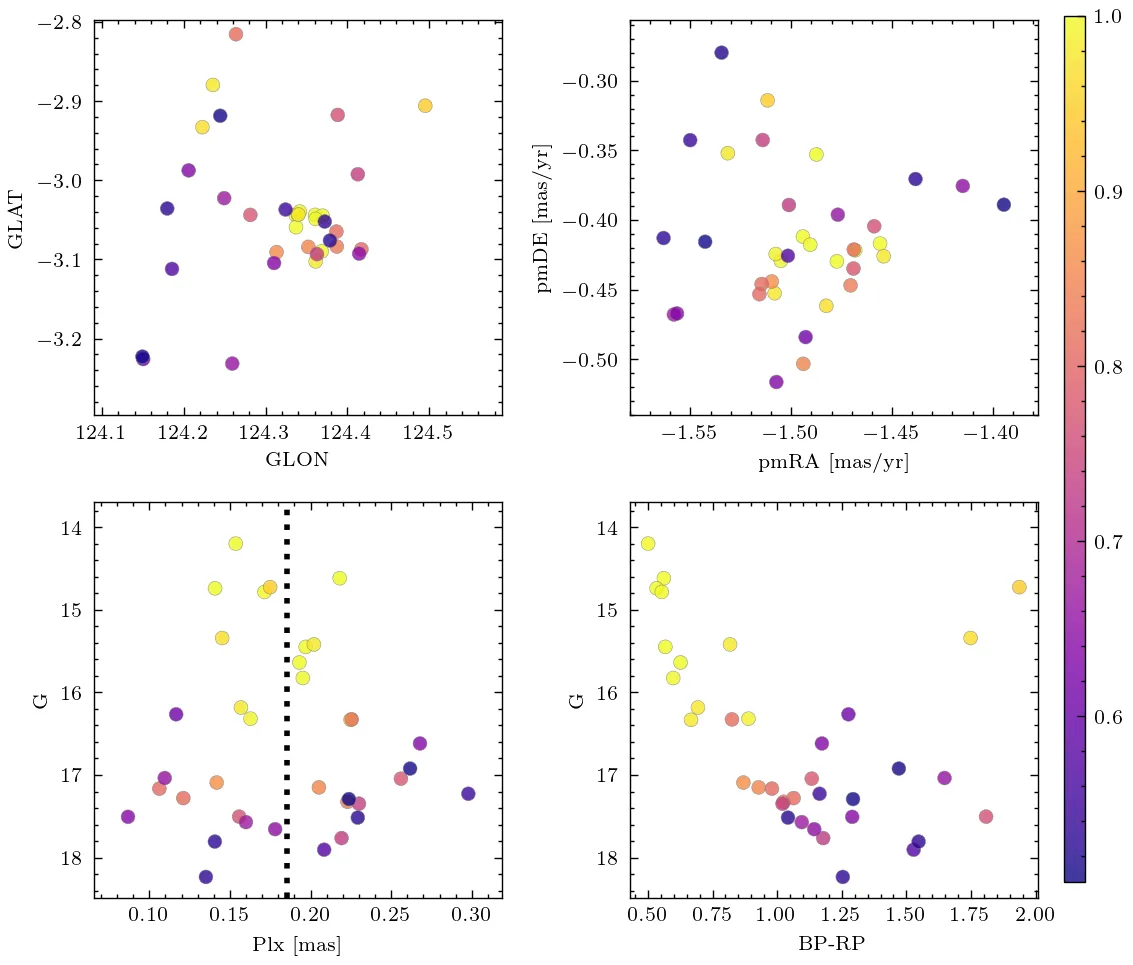 −2.8
−2.9
−3.0
−3.1
−3.2
GLAT
124.1 124.2 124.3 124.4 124.5
GLON
−0.30
−0.35
−0.40
−0.45
−0.50
pmDE [mas/yr]
−1.55 −1.50 −1.45 −1.40
pmRA [mas/yr]
1.0
0.9
0.8
0.7
0.6
14
15
16
17
18
G
0.10 0.15 0.20 0.25 0.30
Plx [mas]
14
15
16
17
18
G
0.50 0.75 1.00 1.25 1.50 1.75 2.00
BP-RP